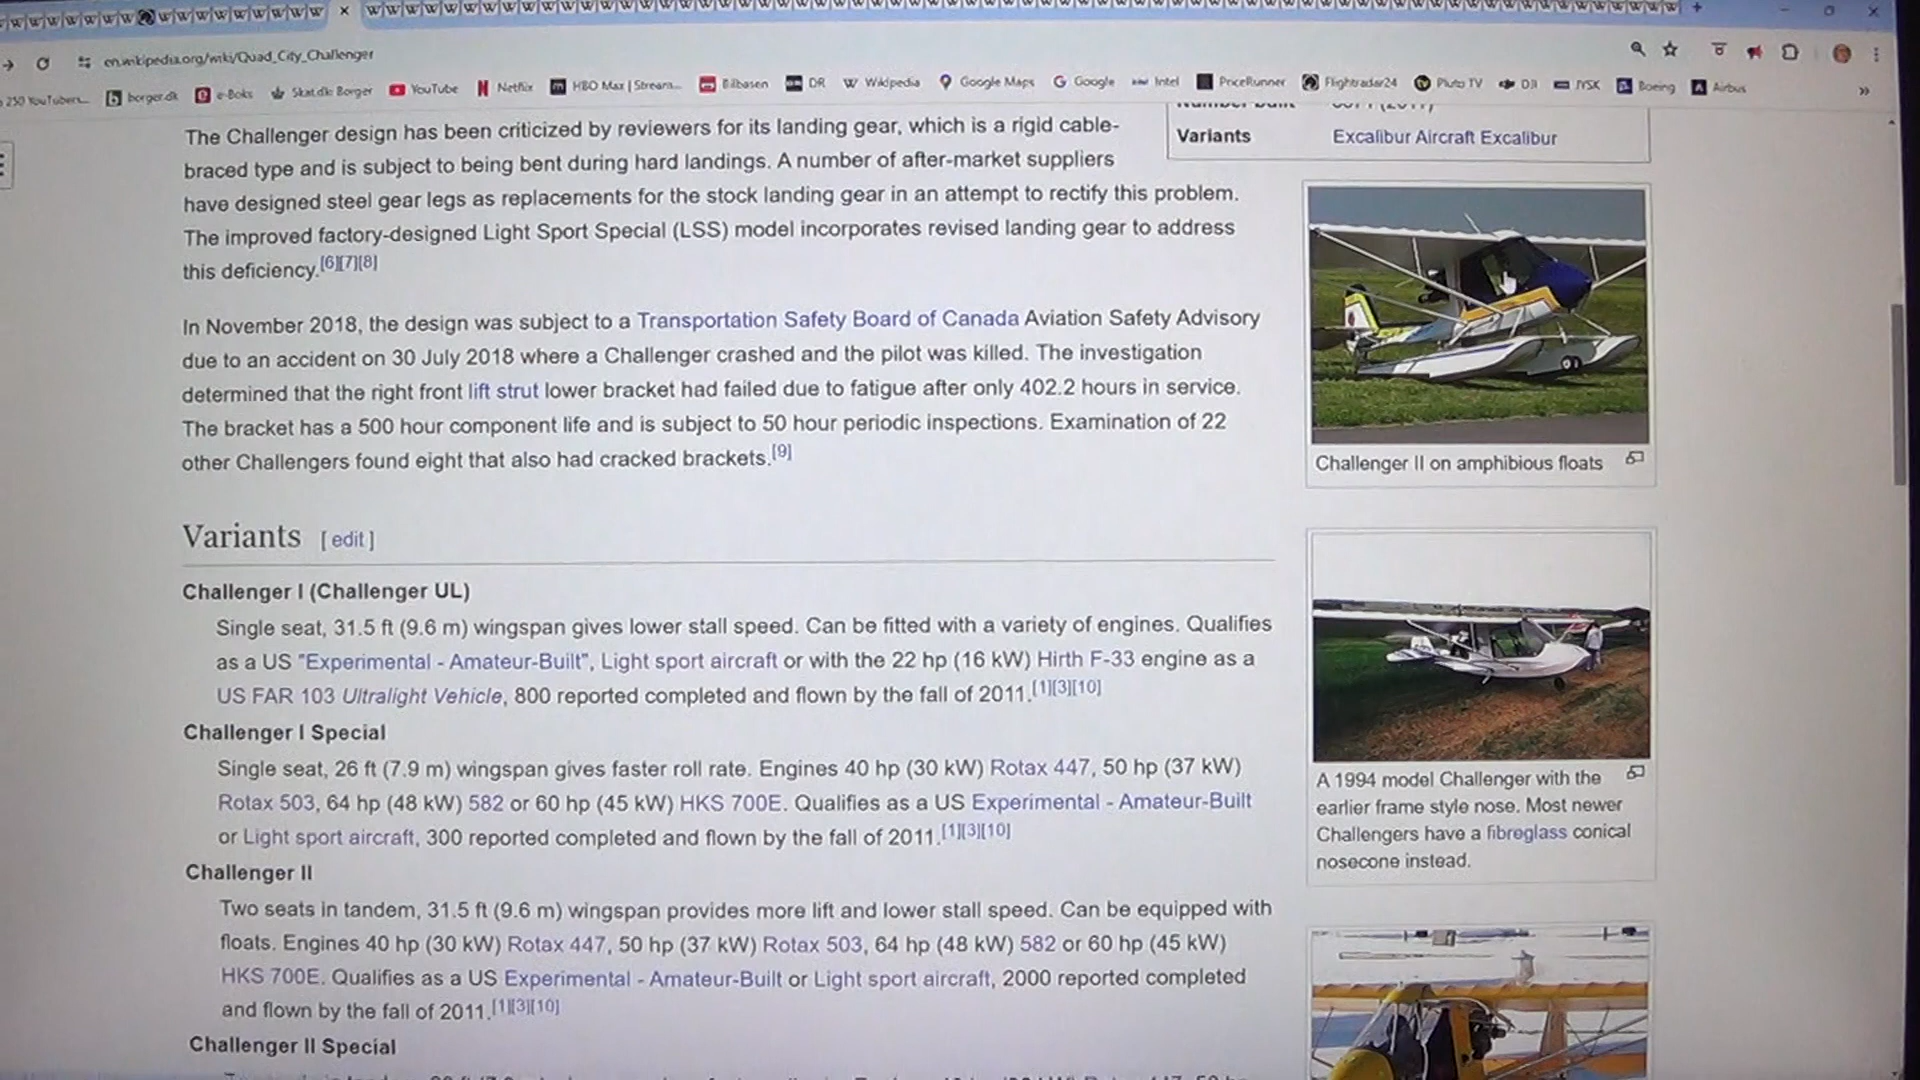 en.wikipedia.org/wiki/Quad_City_Challenger
250 YouTubers... borger.dk e-Boks Skat.dk: Borger YouTube Netflix HBO Max | Stream... Bilbasen DR Wikipedia Google Maps Google Intel PriceRunner Flightradar24 Pluto TV DJI JYSK Boeing Airbus
The Challenger design has been criticized by reviewers for its landing gear, which is a rigid cable-
braced type and is subject to being bent during hard landings. A number of after-market suppliers
have designed steel gear legs as replacements for the stock landing gear in an attempt to rectify this problem.
The improved factory-designed Light Sport Special (LSS) model incorporates revised landing gear to address
this deficiency.[6][7][8]
In November 2018, the design was subject to a Transportation Safety Board of Canada Aviation Safety Advisory
due to an accident on 30 July 2018 where a Challenger crashed and the pilot was killed. The investigation
determined that the right front lift strut lower bracket had failed due to fatigue after only 402.2 hours in service.
The bracket has a 500 hour component life and is subject to 50 hour periodic inspections. Examination of 22
other Challengers found eight that also had cracked brackets.[9]
Variants [ edit ]
Challenger I (Challenger UL)
Single seat, 31.5 ft (9.6 m) wingspan gives lower stall speed. Can be fitted with a variety of engines. Qualifies
as a US "Experimental - Amateur-Built", Light sport aircraft or with the 22 hp (16 kW) Hirth F-33 engine as a
US FAR 103 Ultralight Vehicle, 800 reported completed and flown by the fall of 2011.[1][3][10]
Challenger I Special
Single seat, 26 ft (7.9 m) wingspan gives faster roll rate. Engines 40 hp (30 kW) Rotax 447, 50 hp (37 kW)
Rotax 503, 64 hp (48 kW) 582 or 60 hp (45 kW) HKS 700E. Qualifies as a US Experimental - Amateur-Built
or Light sport aircraft, 300 reported completed and flown by the fall of 2011.[1][3][10]
Challenger II
Two seats in tandem, 31.5 ft (9.6 m) wingspan provides more lift and lower stall speed. Can be equipped with
floats. Engines 40 hp (30 kW) Rotax 447, 50 hp (37 kW) Rotax 503, 64 hp (48 kW) 582 or 60 hp (45 kW)
HKS 700E. Qualifies as a US Experimental - Amateur-Built or Light sport aircraft, 2000 reported completed
and flown by the fall of 2011.[1][3][10]
Challenger II Special
Variants Excalibur Aircraft Excalibur
Challenger II on amphibious floats
A 1994 model Challenger with the
earlier frame style nose. Most newer
Challengers have a fibreglass conical
nosecone instead.